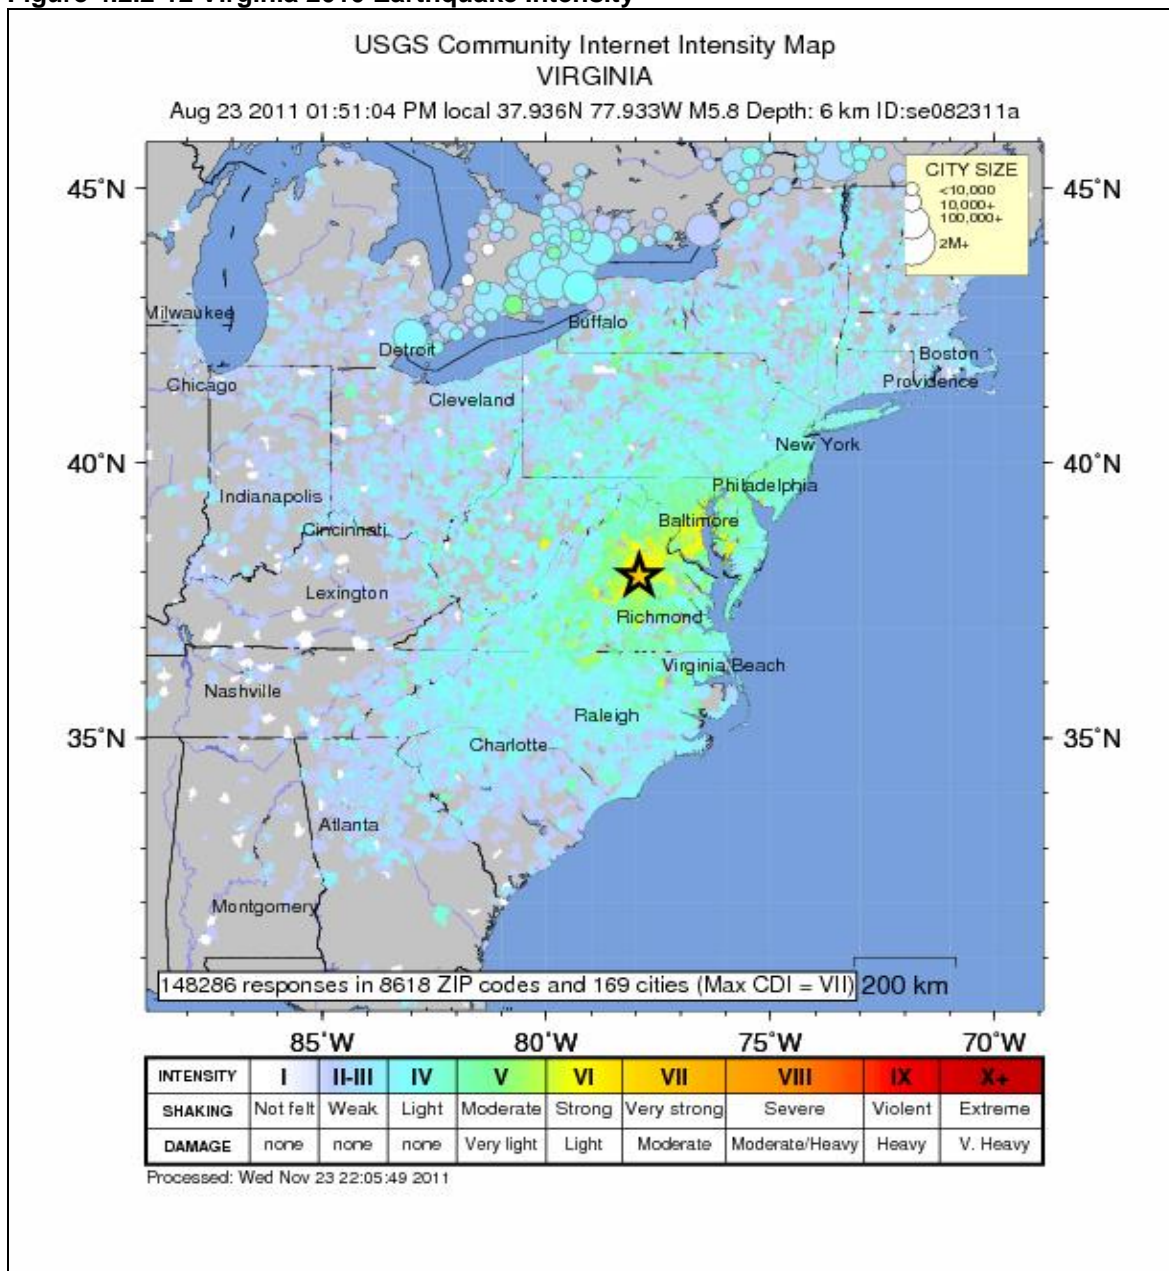 USGS Community Internet Intensity Map
VIRGINIA
Aug 23 2011 01:51:04 PM local 37.936N 77.933W M5.8 Depth: 6 km ID:se082311a
CITY SIZE
<10,000
10,000+
100,000+
2M+
45˚N
45˚N
Milwaukee
Buffalo
Detroit
Boston
Chicago
Providence
Cleveland
New York
40˚N
40˚N
Philadelphia
Indianapolis
Baltimore
Cincinnati
Lexington
Richmond
Virginia Beach
Nashville
Raleigh
35˚N
35˚N
Charlotte
Atlanta
Montgomery
148286 responses in 8618 ZIP codes and 169 cities (Max CDI = VII)
200 km
85˚W 80˚W 75˚W 70˚W
INTENSITY I II-III IV V VI VII VIII IX X+
SHAKING Not felt Weak Light Moderate Strong Very strong Severe Violent Extreme
DAMAGE none none none Very light Light Moderate Moderate/Heavy Heavy V. Heavy
Processed: Wed Nov 23 22:05:49 2011